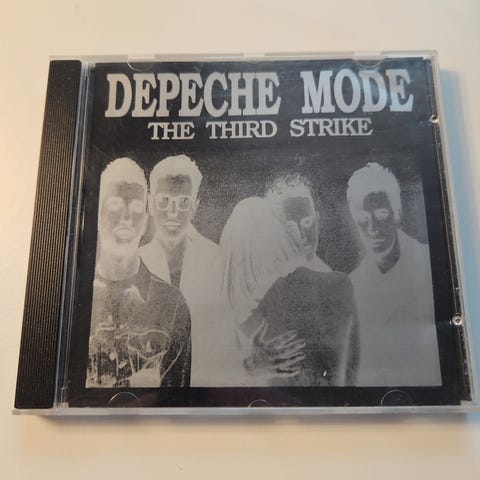 DEPECHE MODE
THE THIRD STRIKE